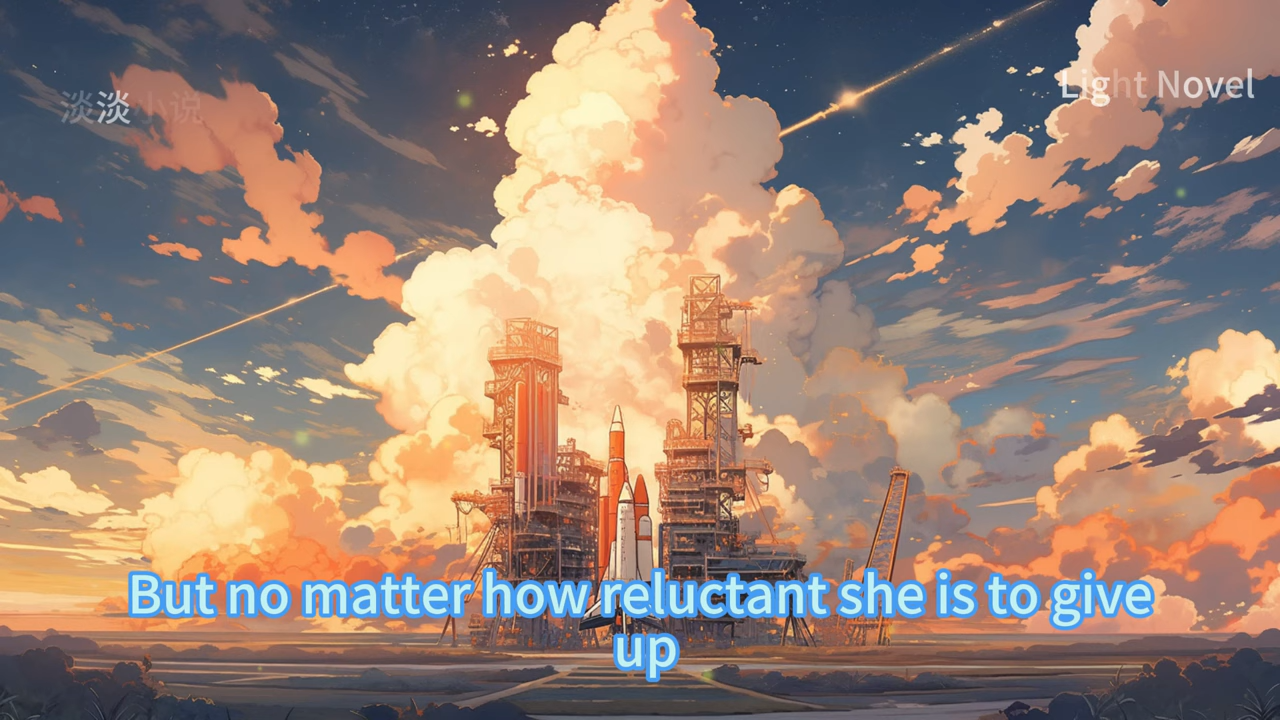 淡淡小说
Light Novel
But no matter how reluctant she is to give
up